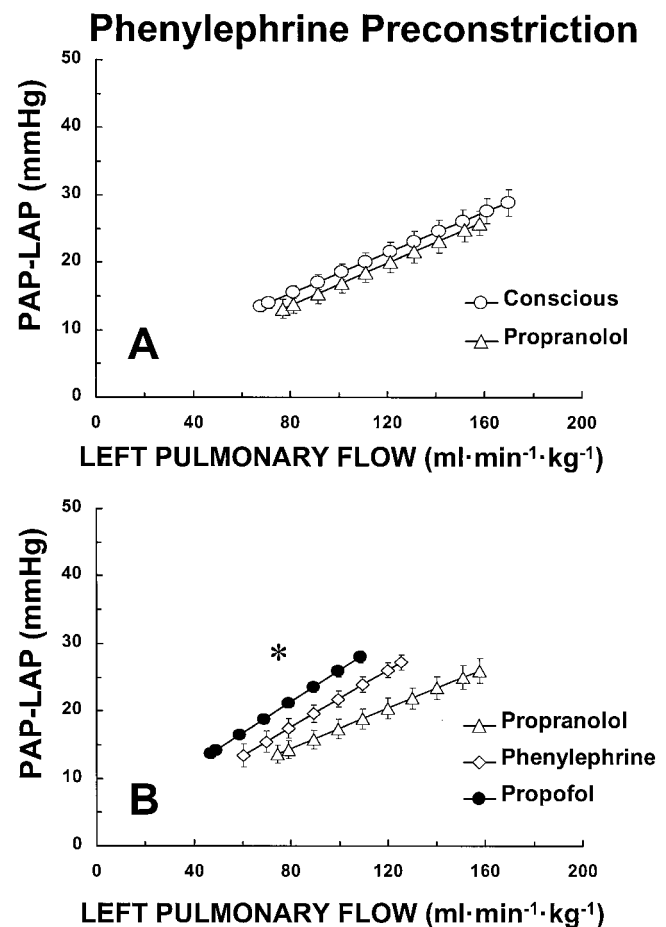 Phenylephrine Preconstriction
PAP-LAP (mmHg)
50
40
30
20
10
0
A
Conscious
Propranolol
0 40 80 120 160 200
LEFT PULMONARY FLOW (ml·min⁻¹·kg⁻¹)
PAP-LAP (mmHg)
50
40
30
20
10
0
*
B
Propranolol
Phenylephrine
Propofol
0 40 80 120 160 200
LEFT PULMONARY FLOW (ml·min⁻¹·kg⁻¹)